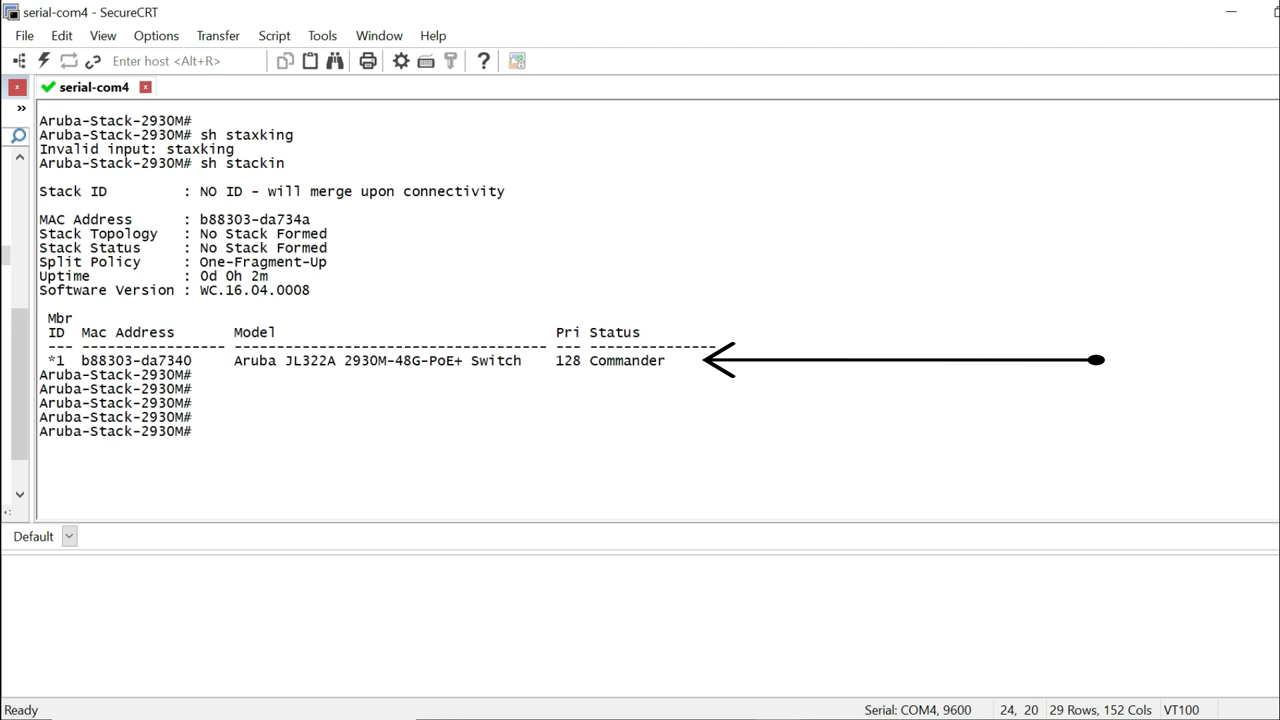 serial-com4 - SecureCRT
File Edit View Options Transfer Script Tools Window Help
Enter host <Alt+R>
serial-com4
Aruba-Stack-2930M#
Aruba-Stack-2930M# sh staxking
Invalid input: staxking
Aruba-Stack-2930M# sh stackin
Stack ID : NO ID - will merge upon connectivity
MAC Address : b88303-da734a
Stack Topology : No Stack Formed
Stack Status : No Stack Formed
Split Policy : One-Fragment-Up
Uptime : 0d 0h 2m
Software Version : WC.16.04.0008
Mbr
ID Mac Address Model Pri Status
--- ----------------- ------------------------------------- --- ---------------
*1 b88303-da7340 Aruba JL322A 2930M-48G-PoE+ Switch 128 Commander
Aruba-Stack-2930M#
Aruba-Stack-2930M#
Aruba-Stack-2930M#
Aruba-Stack-2930M#
Aruba-Stack-2930M#
Default
Ready Serial: COM4, 9600 24, 20 29 Rows, 152 Cols VT100